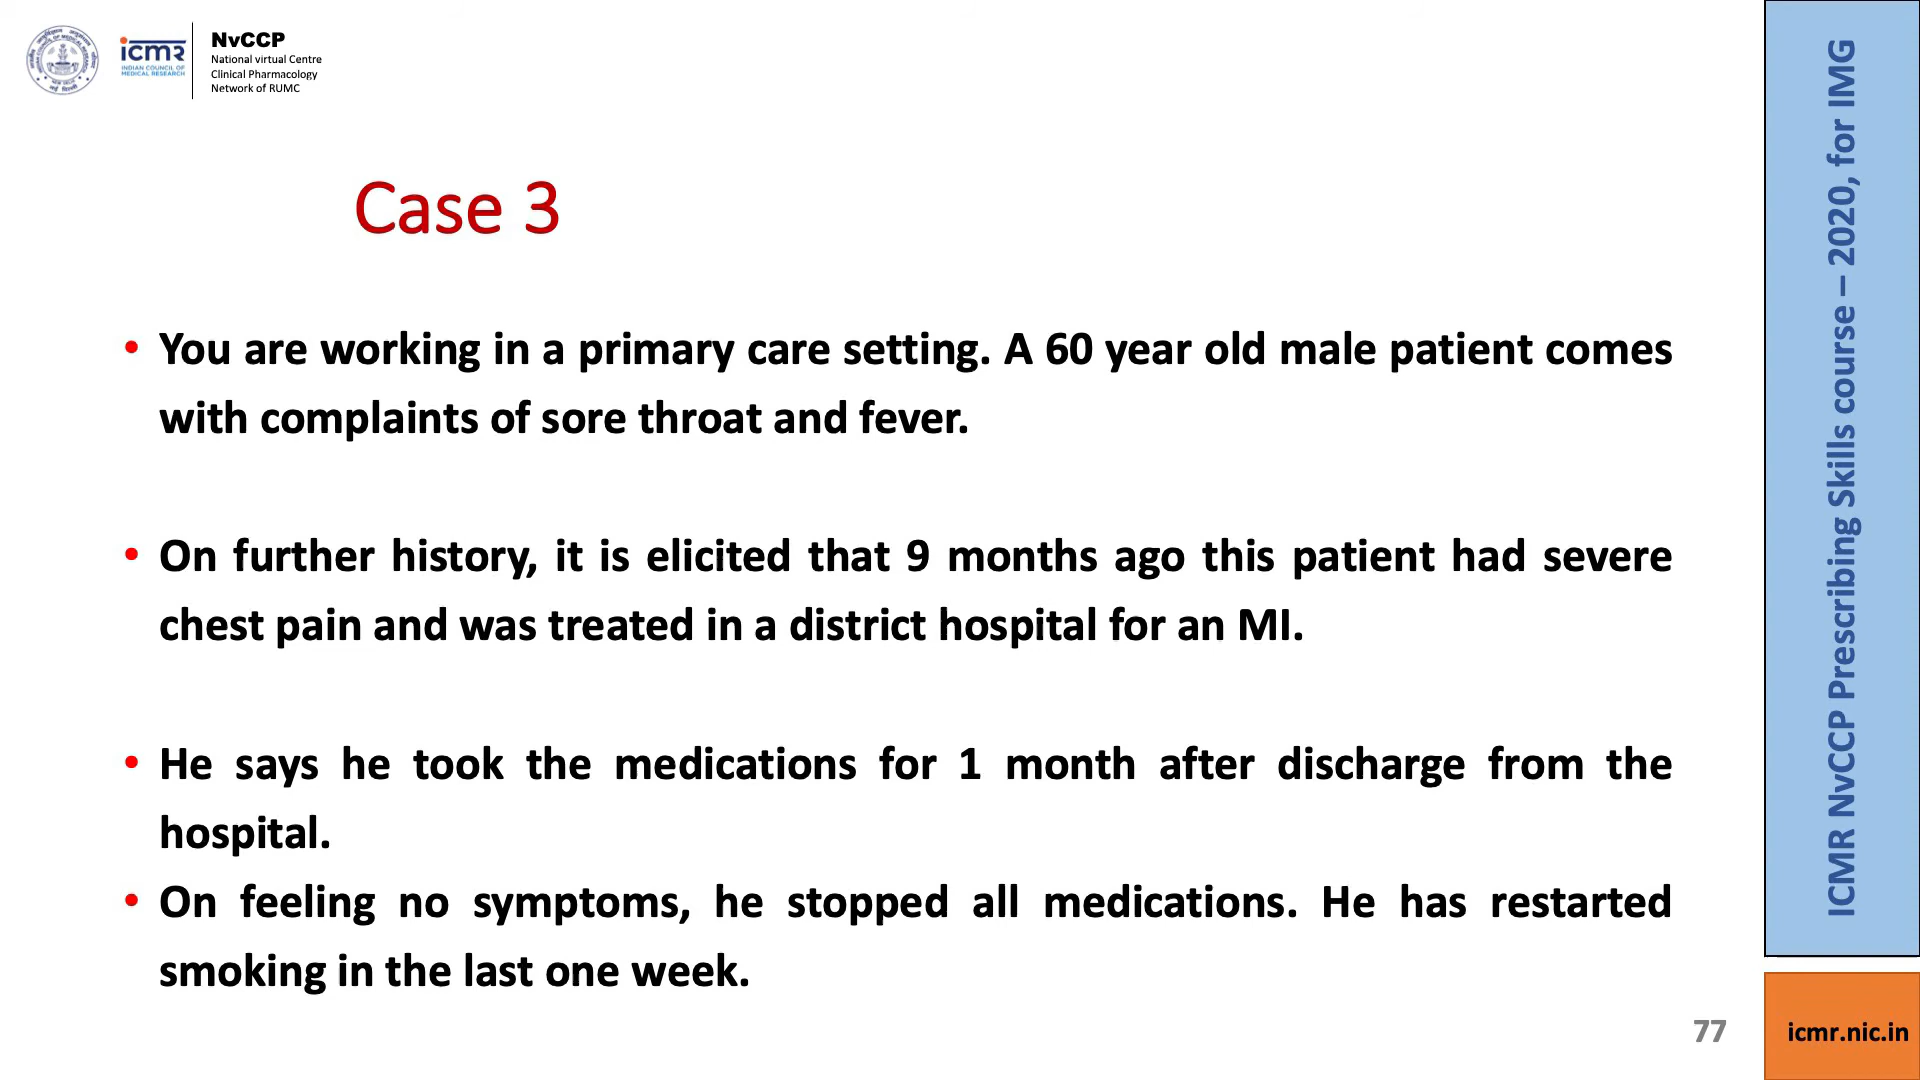 icmr
INDIAN COUNCIL OF
MEDICAL RESEARCH
NvCCP
National virtual Centre
Clinical Pharmacology
Network of RUMC
Case 3
• You are working in a primary care setting. A 60 year old male patient comes
with complaints of sore throat and fever.
• On further history, it is elicited that 9 months ago this patient had severe
chest pain and was treated in a district hospital for an MI.
• He says he took the medications for 1 month after discharge from the
hospital.
• On feeling no symptoms, he stopped all medications. He has restarted
smoking in the last one week.
77
ICMR NvCCP Prescribing Skills course – 2020, for IMG
icmr.nic.in